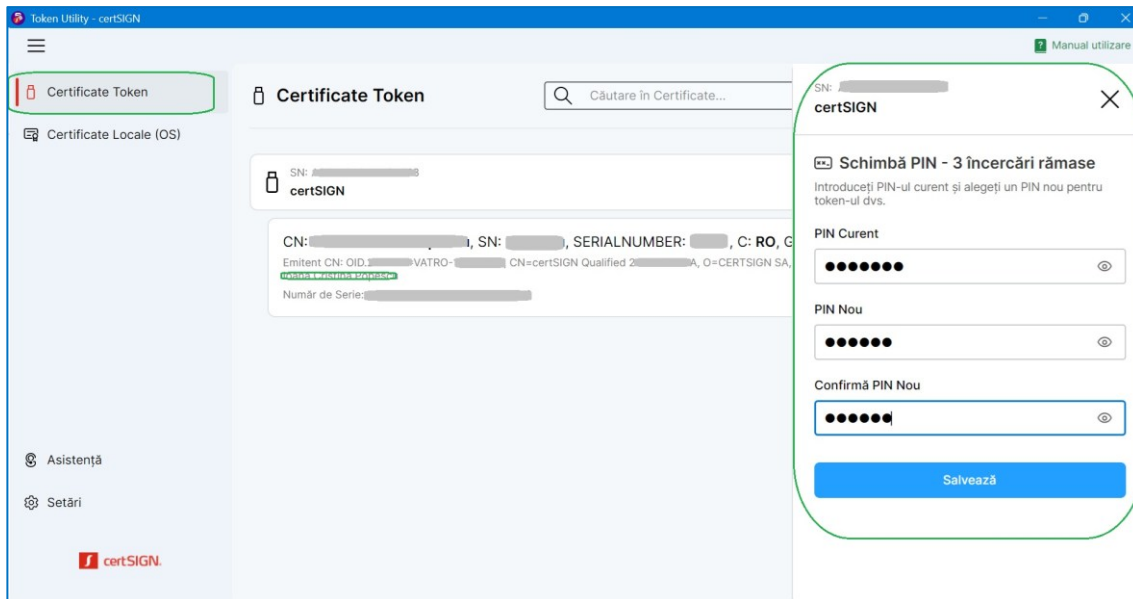 Token Utility - certSIGN
Manual utilizare
Certificate Token
Certificate Locale (OS)
Asistență
Setări
certSIGN.
Certificate Token
Căutare în Certificate...
SN:
certSIGN
CN: , SN: , SERIALNUMBER: , C: RO, G
Emitent CN: OID. VATRO- CN=certSIGN Qualified 2 A, O=CERTSIGN SA,
Număr de Serie:
SN:
certSIGN
Schimbă PIN - 3 încercări rămase
Introduceți PIN-ul curent și alegeți un PIN nou pentru
token-ul dvs.
PIN Curent
PIN Nou
Confirmă PIN Nou
Salvează